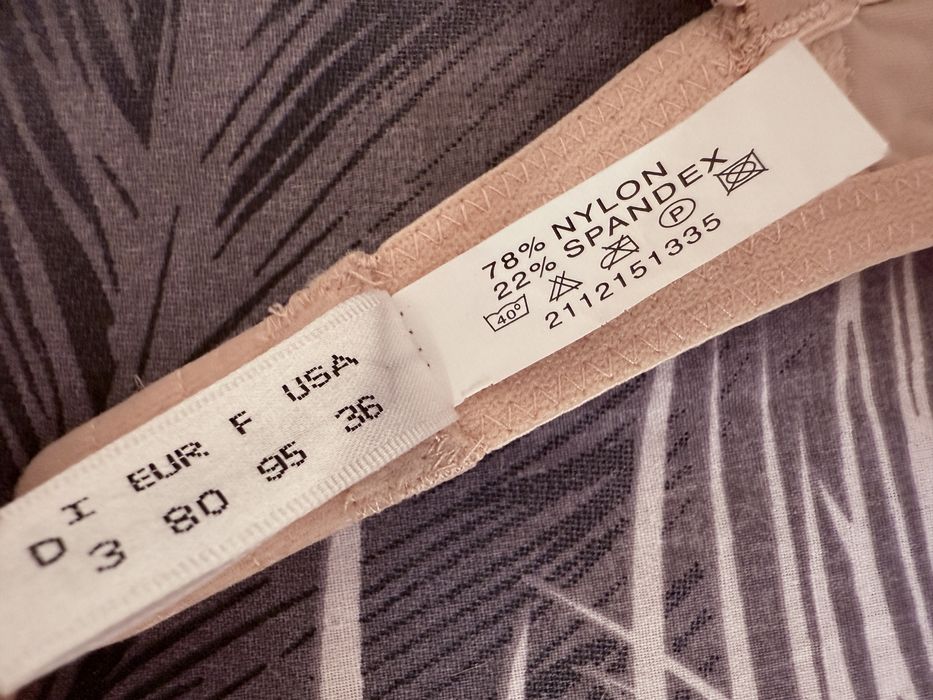 78% NYLON
22% SPANDEX
40° P
2112151335
D I EUR F USA
3 80 95 36